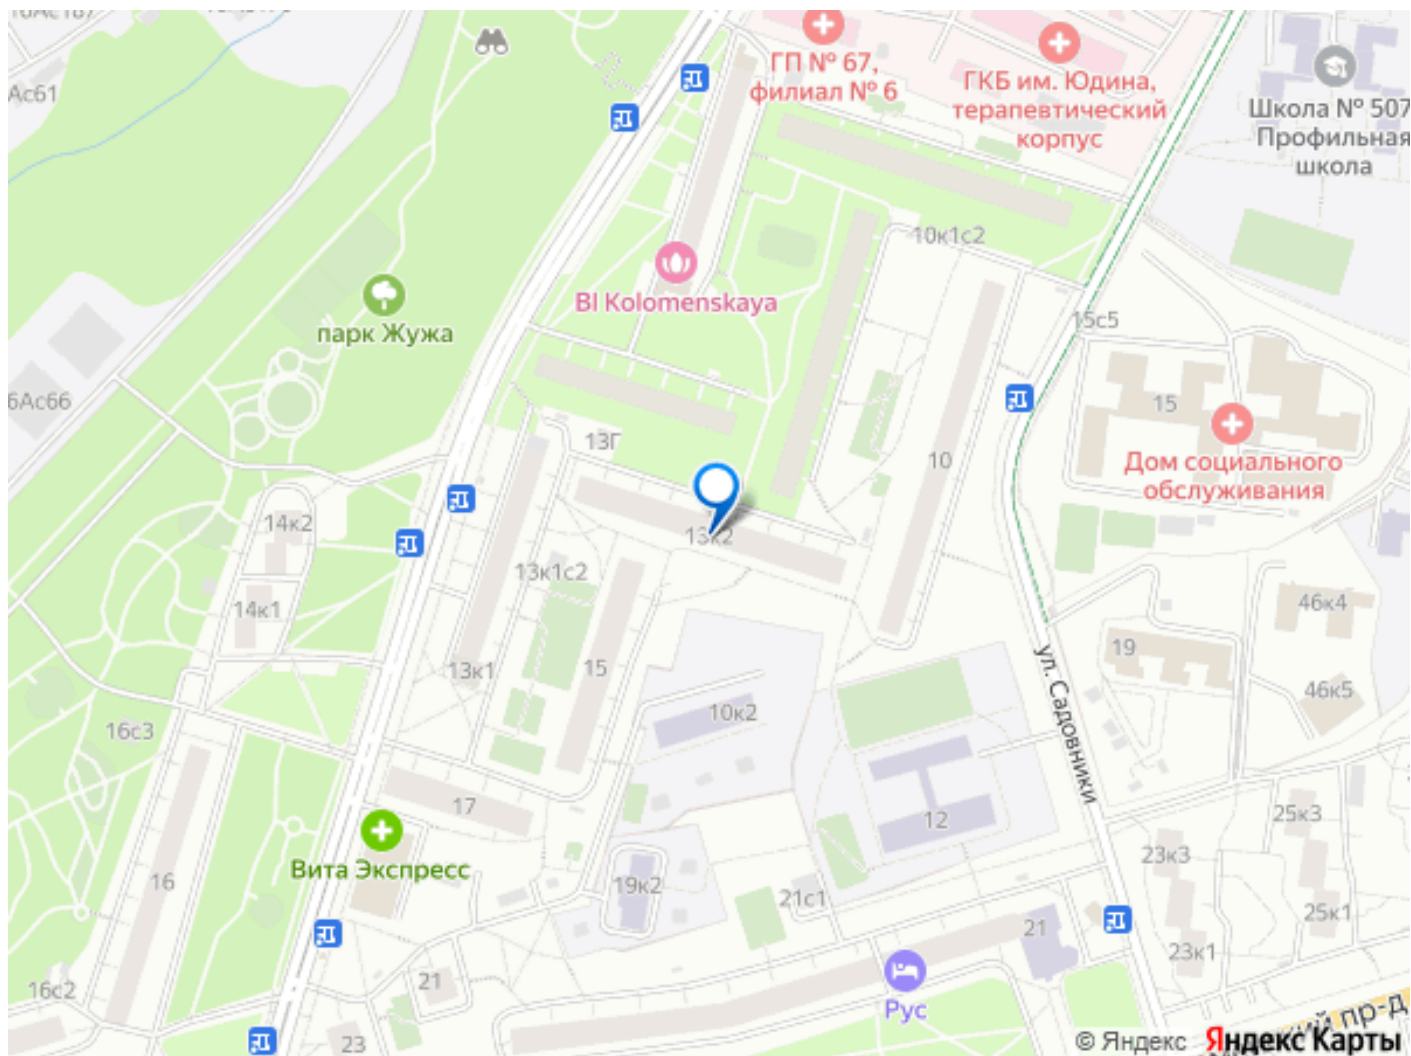 Ас61
ГП № 67,
филиал № 6
ГКБ им. Юдина,
терапевтический
корпус
Школа № 507,
Профильная
школа
10к1с2
BI Kolomenskaya
парк Жужа
15с5
6Ас66
15
13Г
10
Дом социального
обслуживания
14к2
13к2
13к1с2
14к1
46к4
19
13к1
15
ул. Садовники
46к5
10к2
16с3
17
12
25к3
Вита Экспресс
23к3
16
19к2
21с1
25к1
21
23к1
21
16с2
Рус
23
пр-д
© Яндекс Яндекс Карты